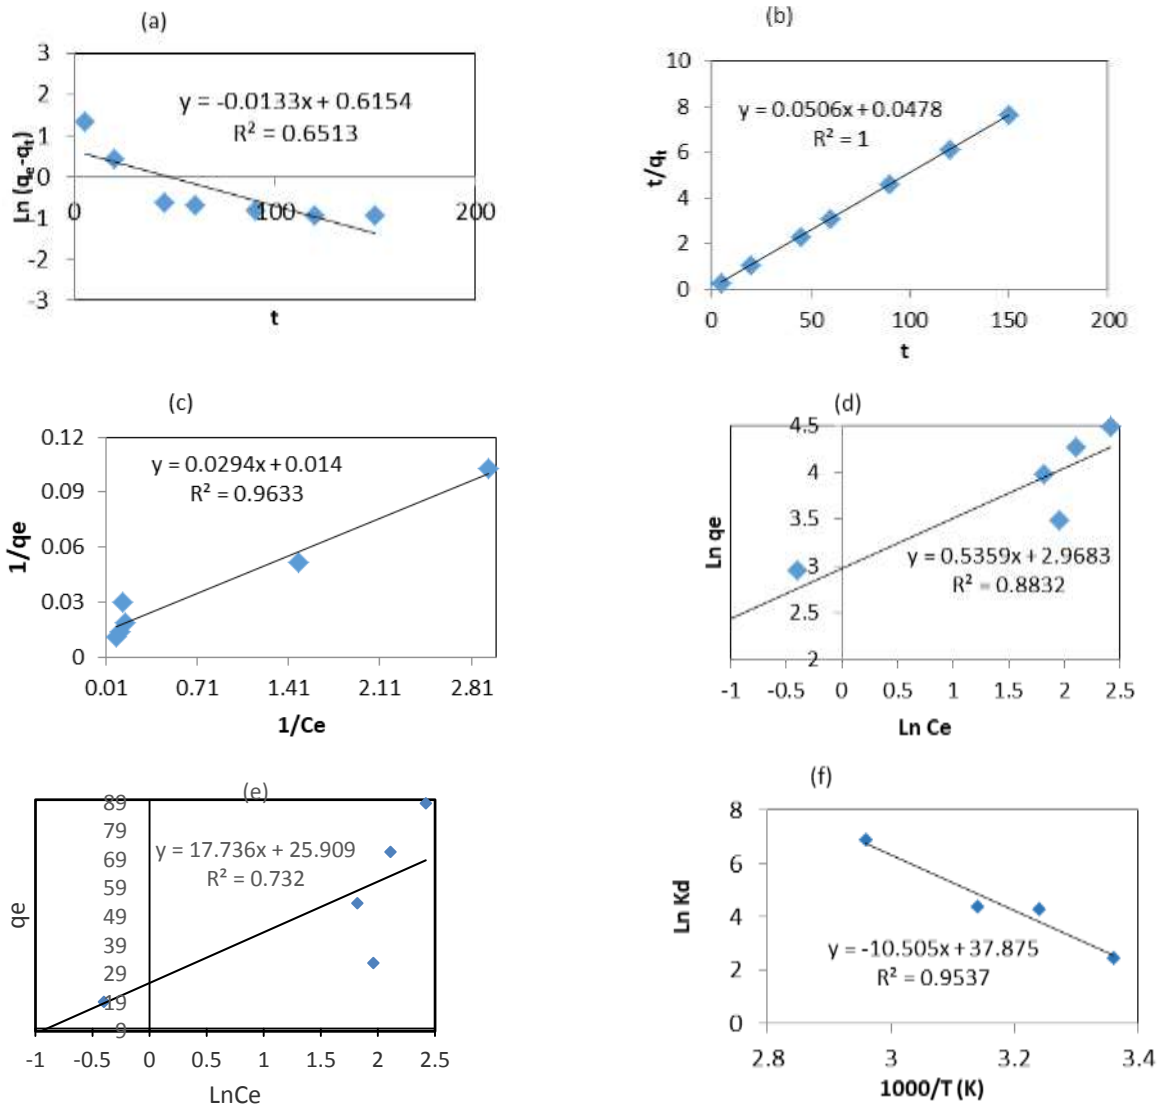 (a)
3
2
1
0
-1
-2
-3
Ln (qe-qt)
y = -0.0133x + 0.6154
R² = 0.6513
0
100
200
t
(b)
10
8
6
4
2
0
t/qt
y = 0.0506x + 0.0478
R² = 1
0
50
100
150
200
t
(c)
0.12
0.09
0.06
0.03
0
1/qe
y = 0.0294x + 0.014
R² = 0.9633
0.01
0.71
1.41
2.11
2.81
1/Ce
(d)
4.5
4
3.5
3
2.5
2
Ln qe
y = 0.5359x + 2.9683
R² = 0.8832
-1
-0.5
0
0.5
1
1.5
2
2.5
Ln Ce
(e)
89
79
69
59
49
39
29
19
9
qe
y = 17.736x + 25.909
R² = 0.732
-1
-0.5
0
0.5
1
1.5
2
2.5
LnCe
(f)
8
6
4
2
0
Ln Kd
y = -10.505x + 37.875
R² = 0.9537
2.8
3
3.2
3.4
1000/T (K)